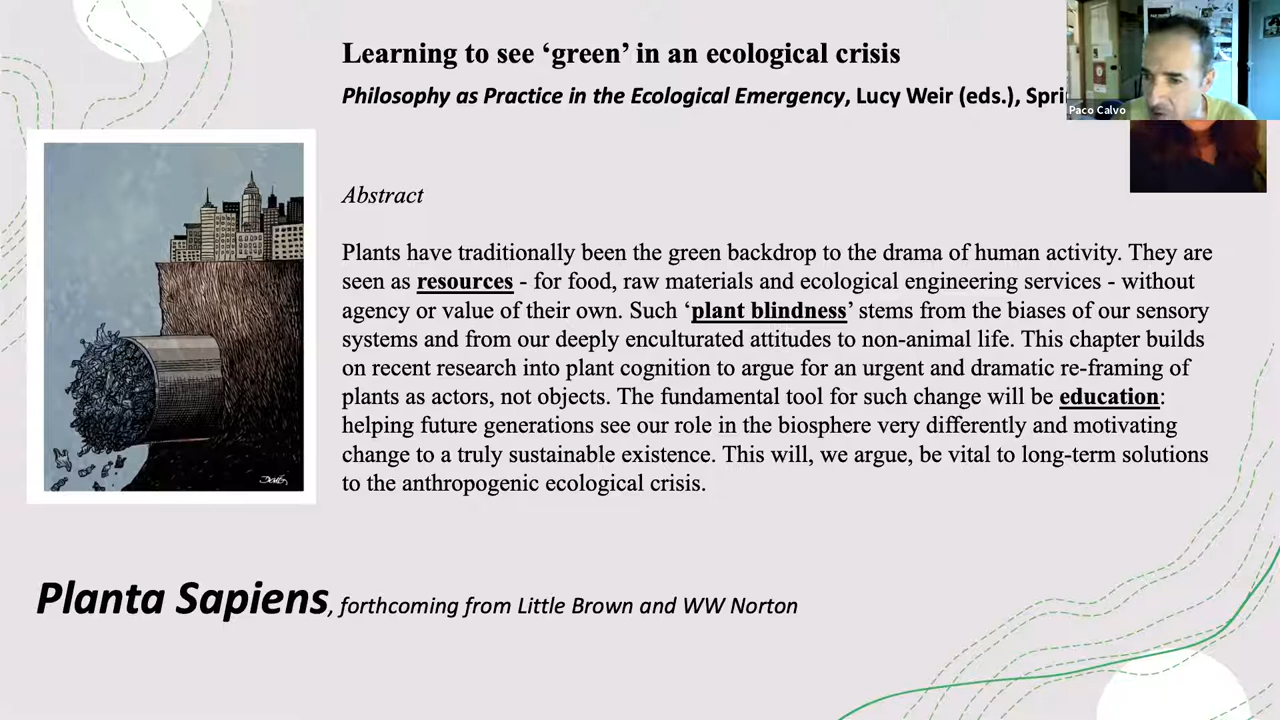 Learning to see ‘green’ in an ecological crisis
Philosophy as Practice in the Ecological Emergency, Lucy Weir (eds.),
Paco Calvo
Abstract
Plants have traditionally been the green backdrop to the drama of human activity. They are
seen as resources - for food, raw materials and ecological engineering services - without
agency or value of their own. Such ‘plant blindness’ stems from the biases of our sensory
systems and from our deeply enculturated attitudes to non-animal life. This chapter builds
on recent research into plant cognition to argue for an urgent and dramatic re-framing of
plants as actors, not objects. The fundamental tool for such change will be education:
helping future generations see our role in the biosphere very differently and motivating
change to a truly sustainable existence. This will, we argue, be vital to long-term solutions
to the anthropogenic ecological crisis.
Planta Sapiens, forthcoming from Little Brown and WW Norton